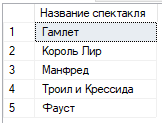 Название спектакля
1 Гамлет
2 Король Лир
3 Манфред
4 Троил и Крессида
5 Фауст